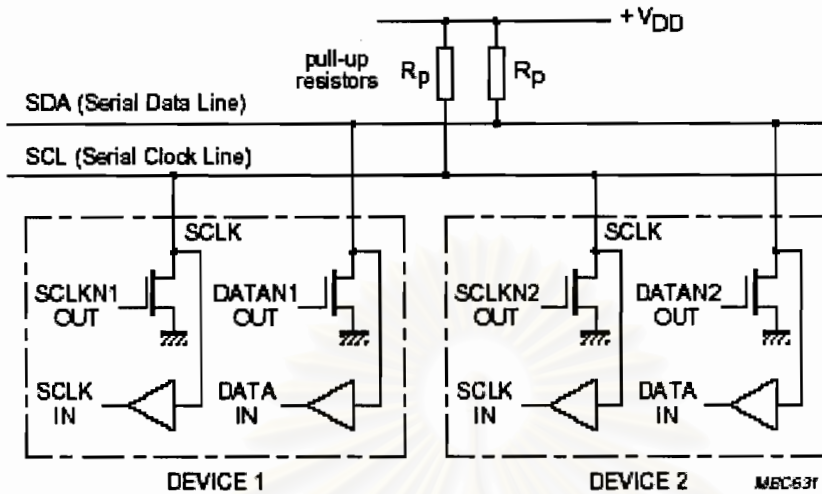 +VDD
pull-up
resistors
Rp
Rp
SDA (Serial Data Line)
SCL (Serial Clock Line)
SCLK
SCLK
SCLKN1
OUT
DATAN1
OUT
SCLKN2
OUT
DATAN2
OUT
SCLK
IN
DATA
IN
SCLK
IN
DATA
IN
DEVICE 1
DEVICE 2